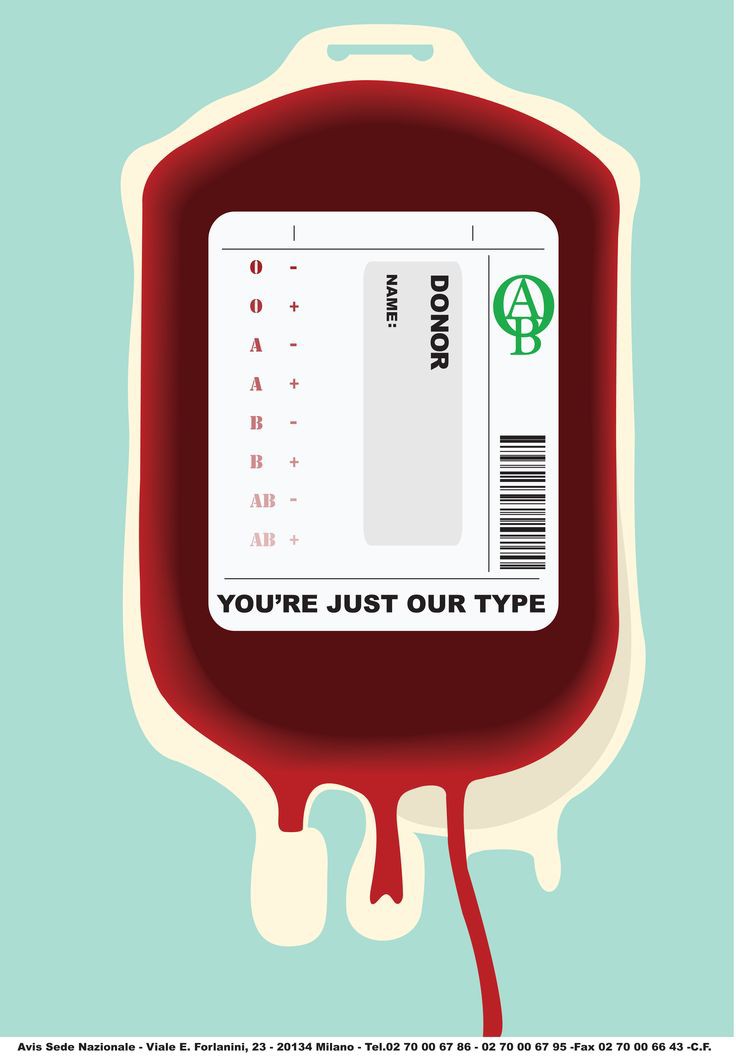 O -
O +
A -
A +
B -
B +
AB -
AB +
DONOR
NAME:
OAB
YOU'RE JUST OUR TYPE
Avis Sede Nazionale - Viale E. Forlanini, 23 - 20134 Milano - Tel.02 70 00 67 86 - 02 70 00 67 95 -Fax 02 70 00 66 43 -C.F.